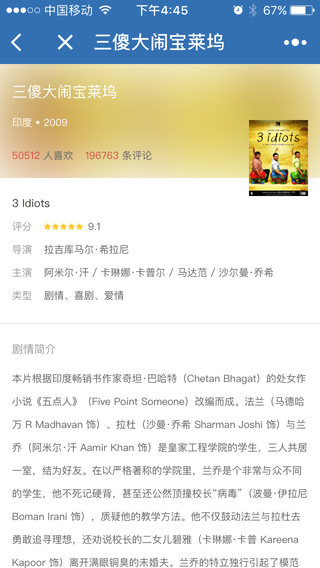 中国移动 下午4:45 67%
三傻大闹宝莱坞
三傻大闹宝莱坞
印度 • 2009
50512 人喜欢 196763 条评论
3 Idiots
3 Idiots
评分 9.1
导演 拉吉库马尔·希拉尼
主演 阿米尔·汗 / 卡琳娜·卡普尔 / 马达范 / 沙尔曼·乔希
类型 剧情、喜剧、爱情
剧情简介
本片根据印度畅销书作家奇坦·巴哈特（Chetan Bhagat）的处女作
小说《五点人》（Five Point Someone）改编而成。法兰（马德哈
万 R Madhavan 饰）、拉杜（沙曼·乔希 Sharman Joshi 饰）与兰
乔（阿米尔·汗 Aamir Khan 饰）是皇家工程学院的学生，三人共居
一室，结为好友。在以严格著称的学院里，兰乔是个非常与众不同
的学生，他不死记硬背，甚至还公然顶撞校长“病毒”（波曼·伊拉尼
Boman Irani 饰），质疑他的教学方法。他不仅鼓动法兰与拉杜去
勇敢追寻理想，还劝说校长的二女儿碧雅（卡琳娜·卡普 Kareena
Kapoor 饰）离开满眼铜臭的未婚夫。兰乔的特立独行引起了模范